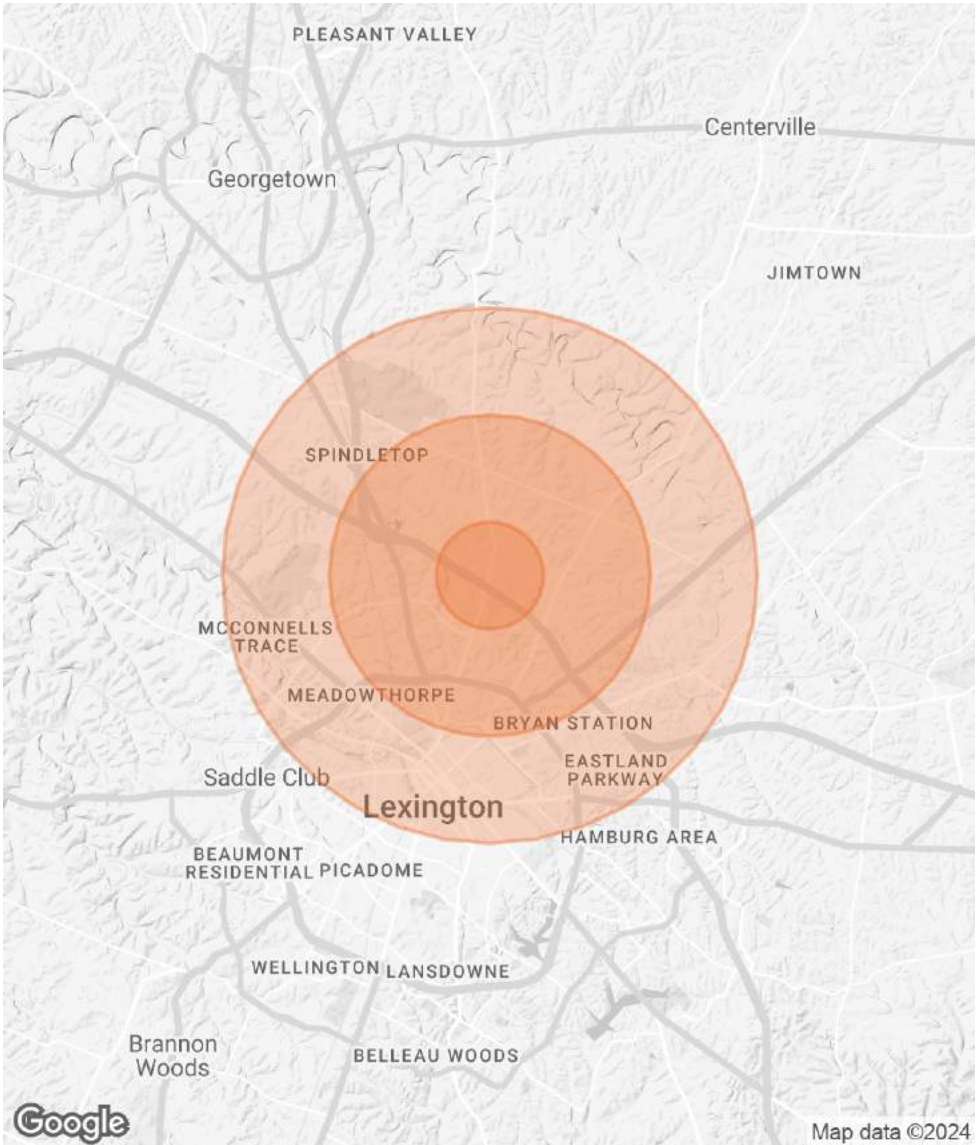 PLEASANT VALLEY
Centerville
Georgetown
JIMTOWN
SPINDLETOP
MCCONNELLS
TRACE
MEADOWTHORPE
BRYAN STATION
EASTLAND
PARKWAY
Saddle Club
Lexington
HAMBURG AREA
BEAUMONT
RESIDENTIAL
PICADOME
WELLINGTON
LANSDOWNE
Brannon
Woods
BELLEAU WOODS
Google
Map data ©2024